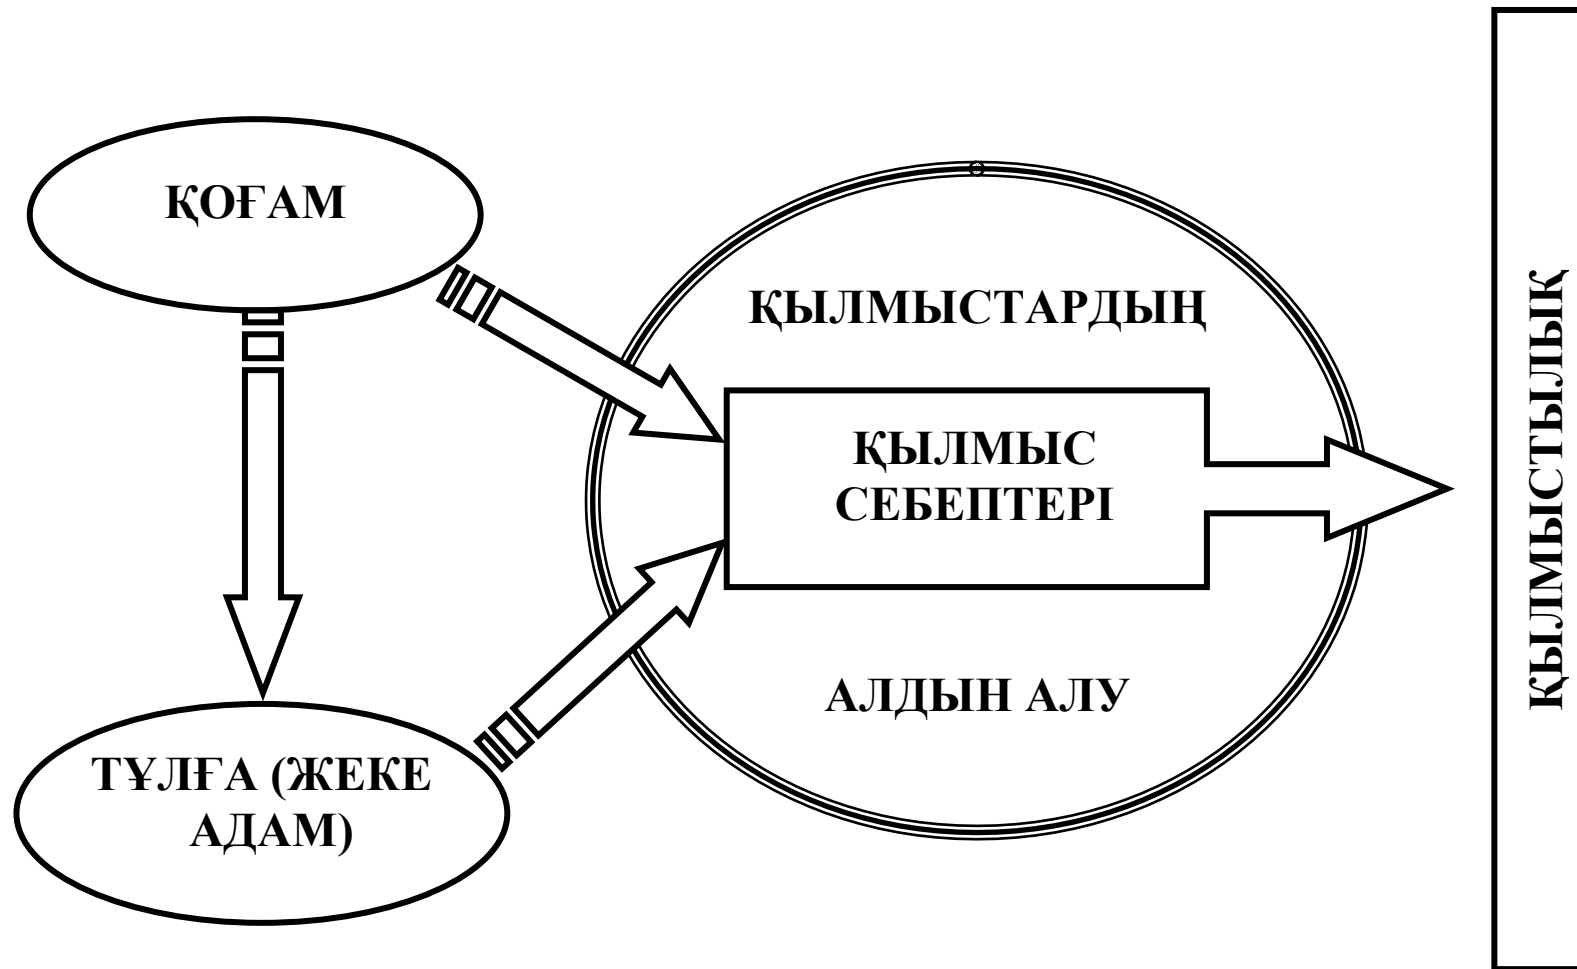 ҚОҒАМ
ҚЫЛМЫСТАРДЫҢ
ҚЫЛМЫС
СЕБЕПТЕРІ
АЛДЫН АЛУ
ТҰЛҒА (ЖЕКЕ
АДАМ)
ҚЫЛМЫСТЫЛЫҚ